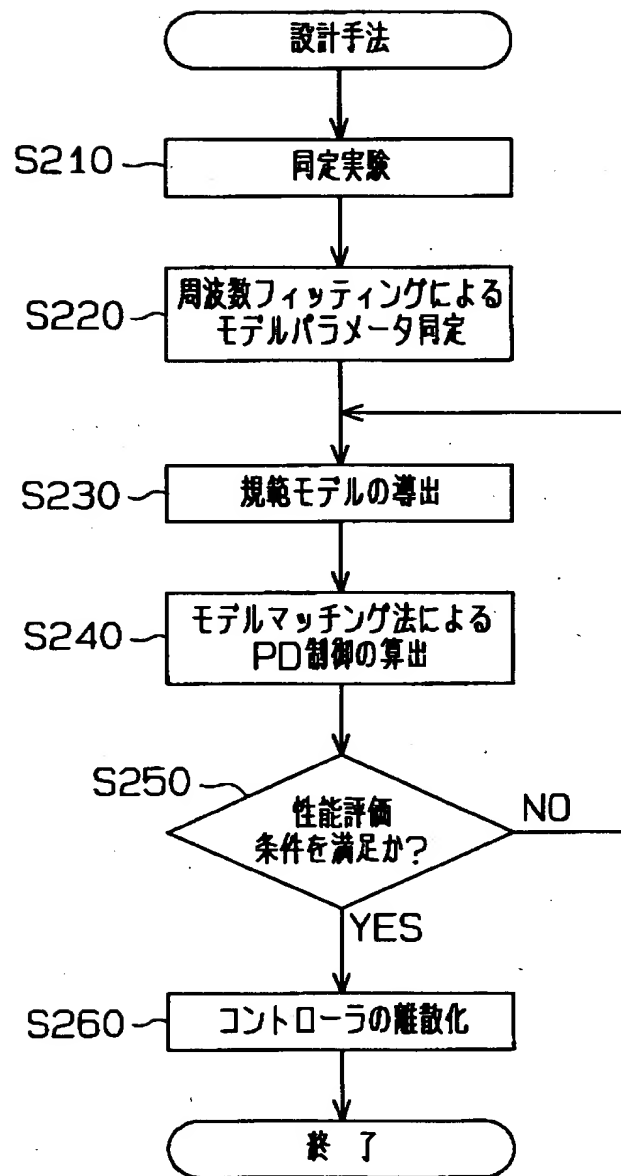 設計手法
S210
同定実験
S220
周波数フィッティングによる
モデルパラメータ同定
S230
規範モデルの導出
S240
モデルマッチング法による
PD制御の算出
S250
性能評価
条件を満足か?
NO
YES
S260
コントローラの離散化
終 了